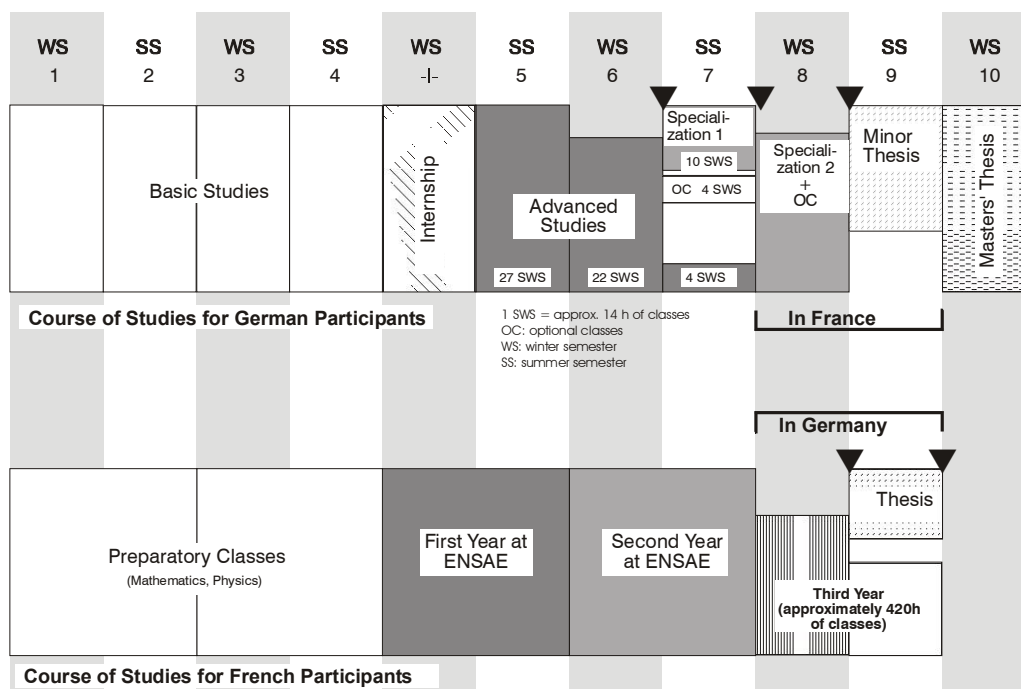 WS SS WS SS WS SS WS SS WS SS WS
1 2 3 4 -I- 5 6 7 8 9 10
Basic Studies
Internship
Advanced
Studies
27 SWS
22 SWS
Speciali-
zation 1
10 SWS
OC 4 SWS
4 SWS
Speciali-
zation 2
+
OC
Minor
Thesis
Masters' Thesis
Course of Studies for German Participants
1 SWS = approx. 14 h of classes
OC: optional classes
WS: winter semester
SS: summer semester
In France
In Germany
Preparatory Classes
(Mathematics, Physics)
First Year at
ENSAE
Second Year
at ENSAE
Thesis
Third Year
(approximately 420h
of classes)
Course of Studies for French Participants